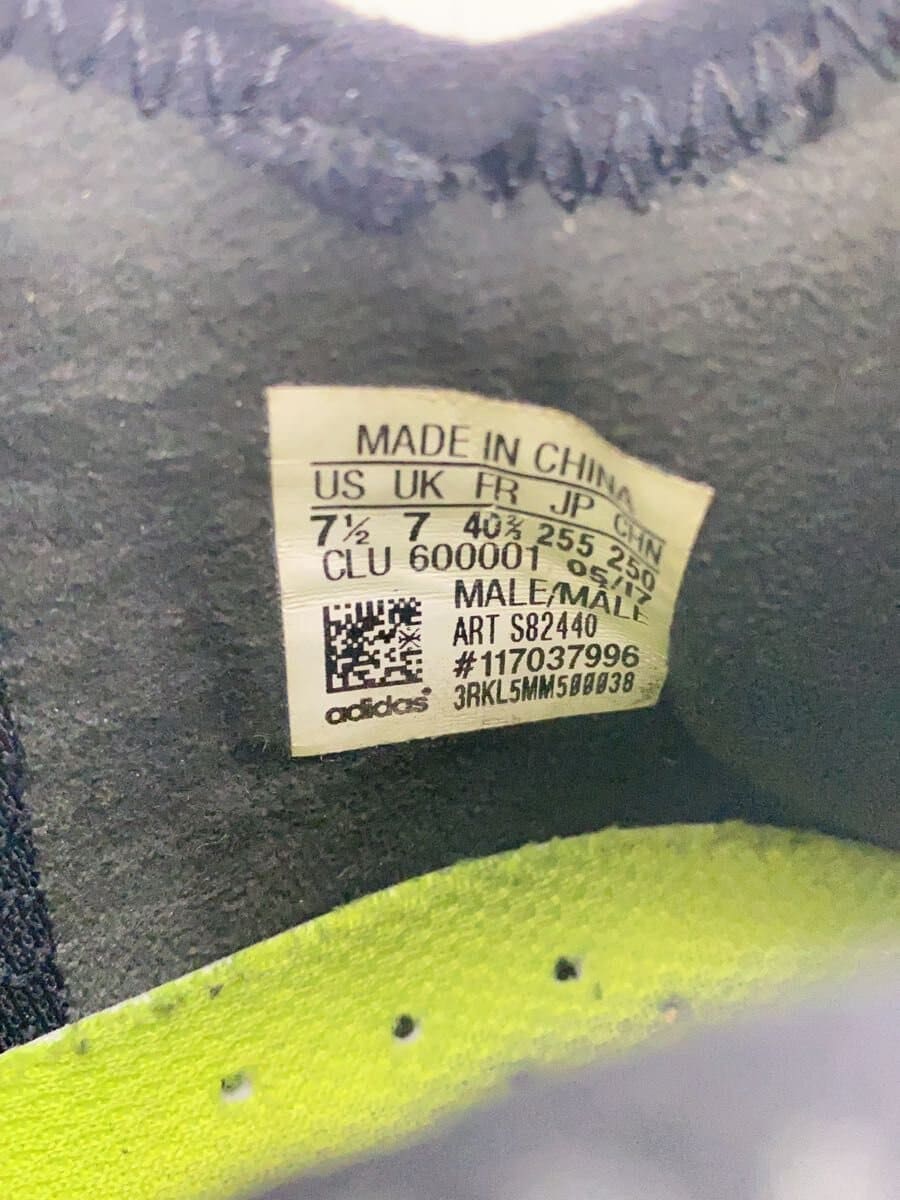 MADE IN CHINA
US UK FR JP CHN
7½ 7 40⅔ 255 250
CLU 600001 05/17
MALE/MÂLE
ART S82440
#117037996
3RKL5MM500038
adidas®